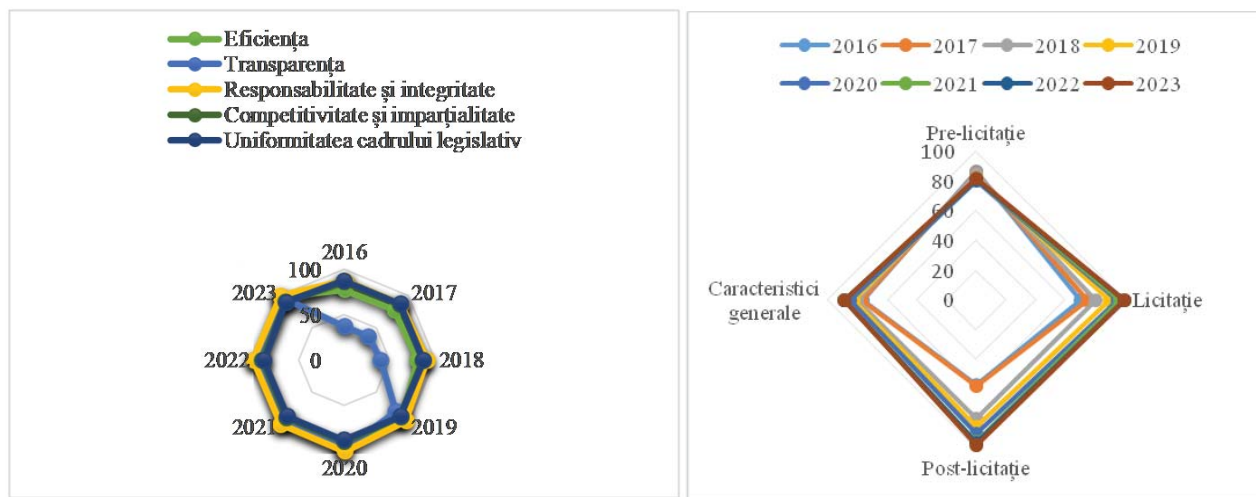 Eficiența
Transparența
Responsabilitate și integritate
Competitivitate și imparțialitate
Uniformitatea cadrului legislativ
2016
100
2023
2017
50
2022
0
2018
2021
2019
2020
2016 2017 2018 2019
2020 2021 2022 2023
Pre-licitație
100
80
60
40
20
Caracteristici
generale
0
Licitație
Post-licitație